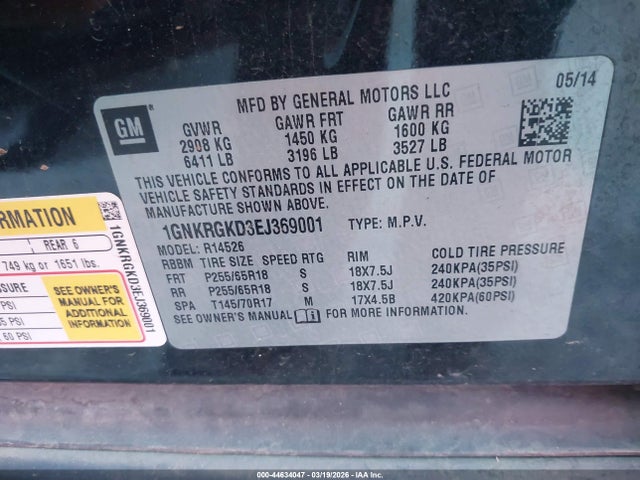 GM
MFD BY GENERAL MOTORS LLC
05/14
GVWR GAWR FRT GAWR RR
2908 KG 1450 KG 1600 KG
6411 LB 3196 LB 3527 LB
THIS VEHICLE CONFORMS TO ALL APPLICABLE U.S. FEDERAL MOTOR
VEHICLE SAFETY STANDARDS IN EFFECT ON THE DATE OF
MANUFACTURE SHOWN ABOVE.
1GNKRGKD3EJ369001 TYPE: M.P.V.
MODEL: R14526
RBBM TIRE SIZE SPEED RTG RIM COLD TIRE PRESSURE
FRT P255/65R18 S 18X7.5J 240KPA(35PSI)
RR P255/65R18 S 18X7.5J 240KPA(35PSI)
SPA T145/70R17 M 17X4.5B 420KPA(60PSI)
SEE OWNER'S MANUAL FOR MORE INFORMATION.
REAR 6
749 kg or 1651 lbs.
SEE OWNER'S
MANUAL FOR
ADDITIONAL
INFORMATION
1GNKRGKD3EJ369001
000-44634047 | 03/19/2026 | IAA Inc.